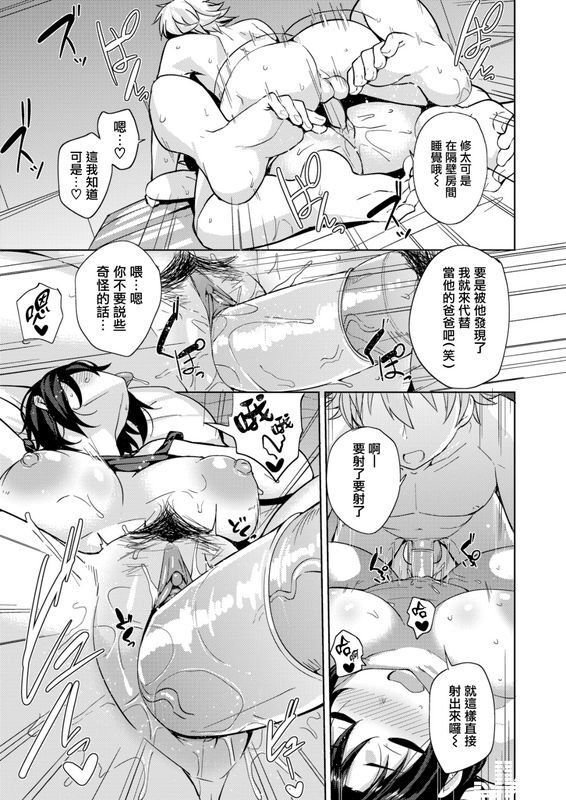 修太可是
在隔壁房間
睡覺哦~
嗯…♡
這我知道
可是…♡
ズッ
要是被他發現了
我就來代替
當他的爸爸吧(笑)
喂…嗯
你不要說些
奇怪的話…
嗯♡
啊—
要射了要射了
就這樣直接
射出來囉~